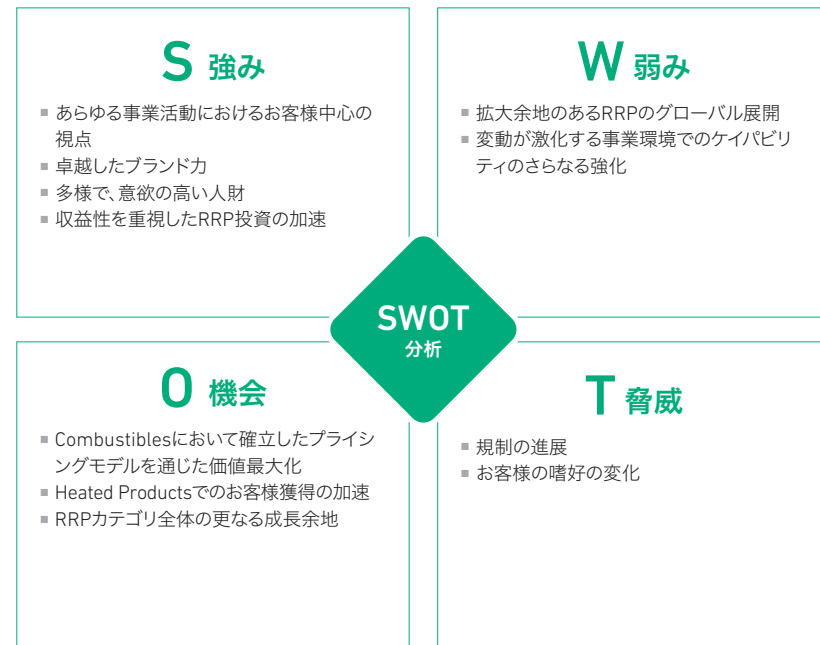 S 強み
■ あらゆる事業活動におけるお客様中心の
視点
■ 卓越したブランド力
■ 多様で、意欲の高い人財
■ 収益性を重視したRRP投資の加速
W 弱み
■ 拡大余地のあるRRPのグローバル展開
■ 変動が激化する事業環境でのケイパビリ
ティのさらなる強化
SWOT
分析
O 機会
■ Combustiblesにおいて確立したプライシ
ングモデルを通じた価値最大化
■ Heated Productsでのお客様獲得の加速
■ RRPカテゴリ全体の更なる成長余地
T 脅威
■ 規制の進展
■ お客様の嗜好の変化